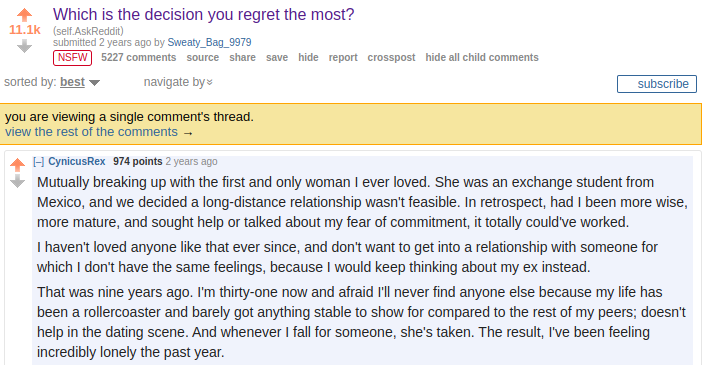 Which is the decision you regret the most?
11.1k
(self.AskReddit)
submitted 2 years ago by Sweaty_Bag_9979
NSFW 5227 comments source share save hide report crosspost hide all child comments
sorted by: best navigate by
subscribe
you are viewing a single comment's thread.
view the rest of the comments →
[–] CynicusRex 974 points 2 years ago
Mutually breaking up with the first and only woman I ever loved. She was an exchange student from
Mexico, and we decided a long-distance relationship wasn't feasible. In retrospect, had I been more wise,
more mature, and sought help or talked about my fear of commitment, it totally could've worked.
I haven't loved anyone like that ever since, and don't want to get into a relationship with someone for
which I don't have the same feelings, because I would keep thinking about my ex instead.
That was nine years ago. I'm thirty-one now and afraid I'll never find anyone else because my life has
been a rollercoaster and barely got anything stable to show for compared to the rest of my peers; doesn't
help in the dating scene. And whenever I fall for someone, she's taken. The result, I've been feeling
incredibly lonely the past year.